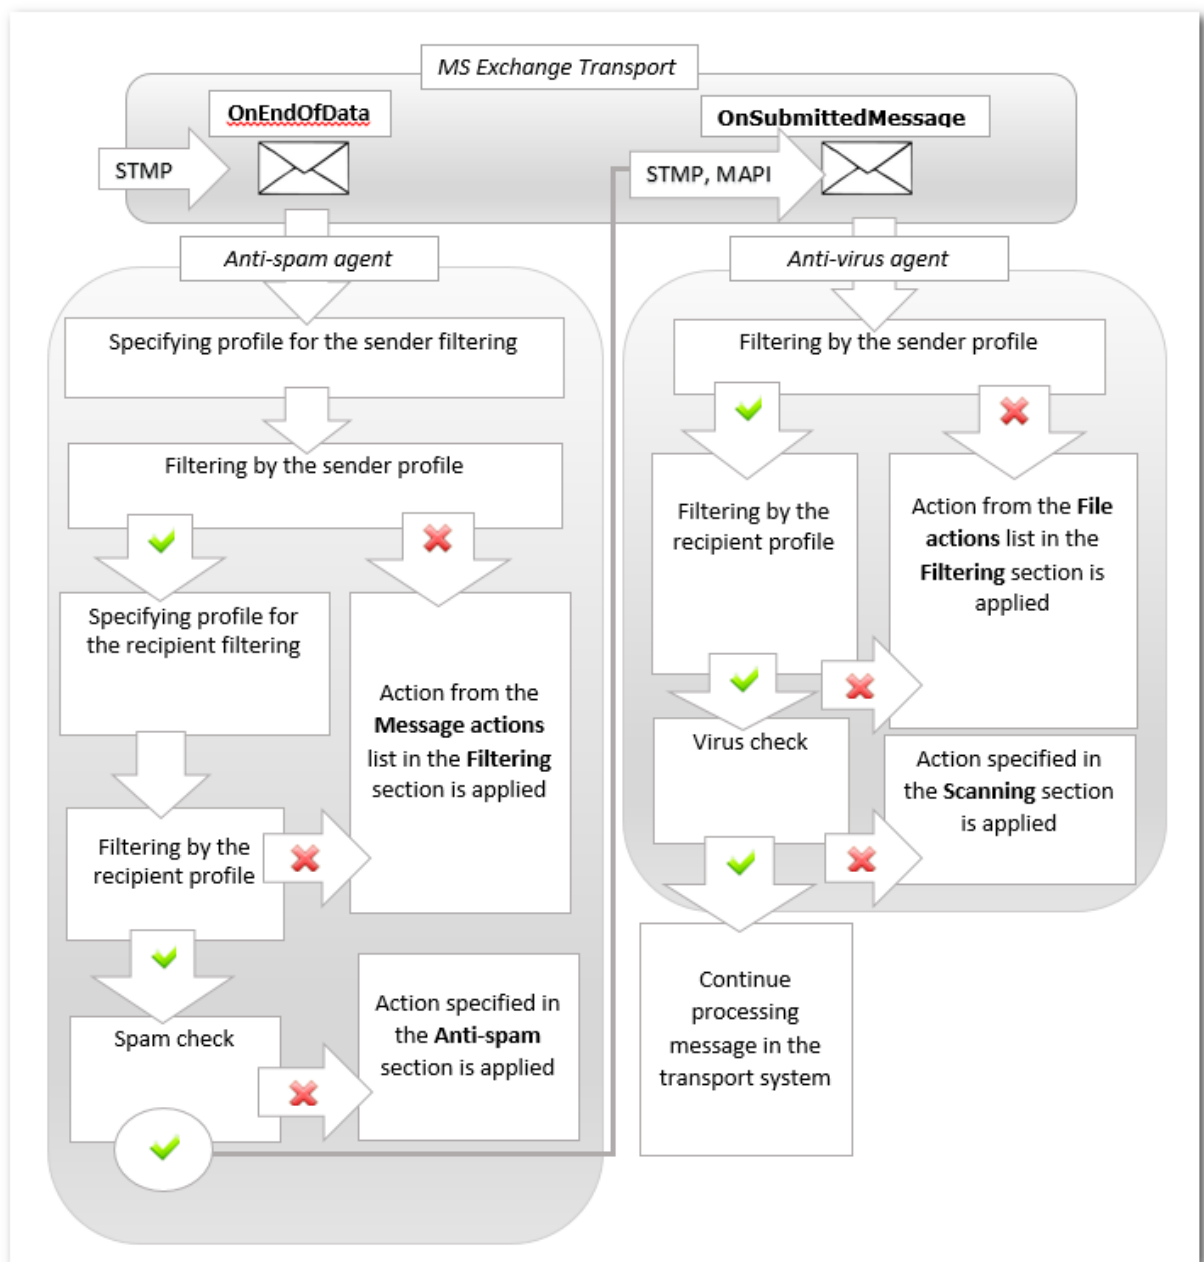 MS Exchange Transport
OnEndOfData
OnSubmittedMessage
STMP
STMP, MAPI
Anti-spam agent
Specifying profile for the sender filtering
Filtering by the sender profile
Specifying profile for
the recipient filtering
Action from the
Message actions
list in the Filtering
section is applied
Filtering by the
recipient profile
Spam check
Action specified in
the Anti-spam
section is applied
Anti-virus agent
Filtering by the sender profile
Filtering by the
recipient profile
Action from the File
actions list in the
Filtering section is
applied
Virus check
Action specified in
the Scanning section
is applied
Continue
processing
message in the
transport system